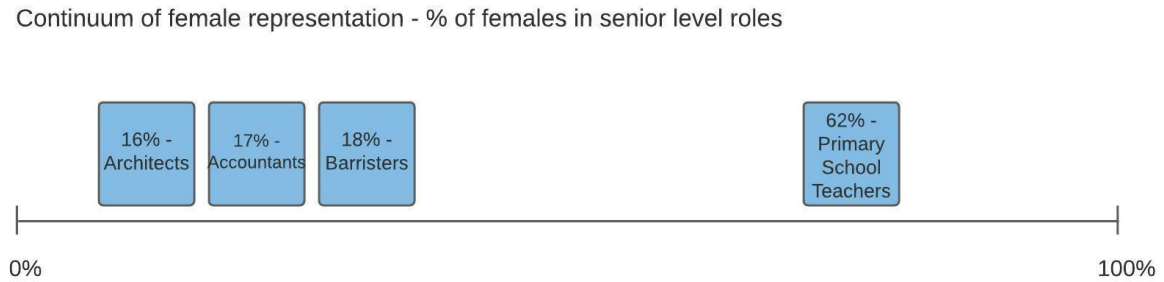 Continuum of female representation - % of females in senior level roles
16% -
Architects
17% -
Accountants
18% -
Barristers
62% -
Primary
School
Teachers
0%
100%